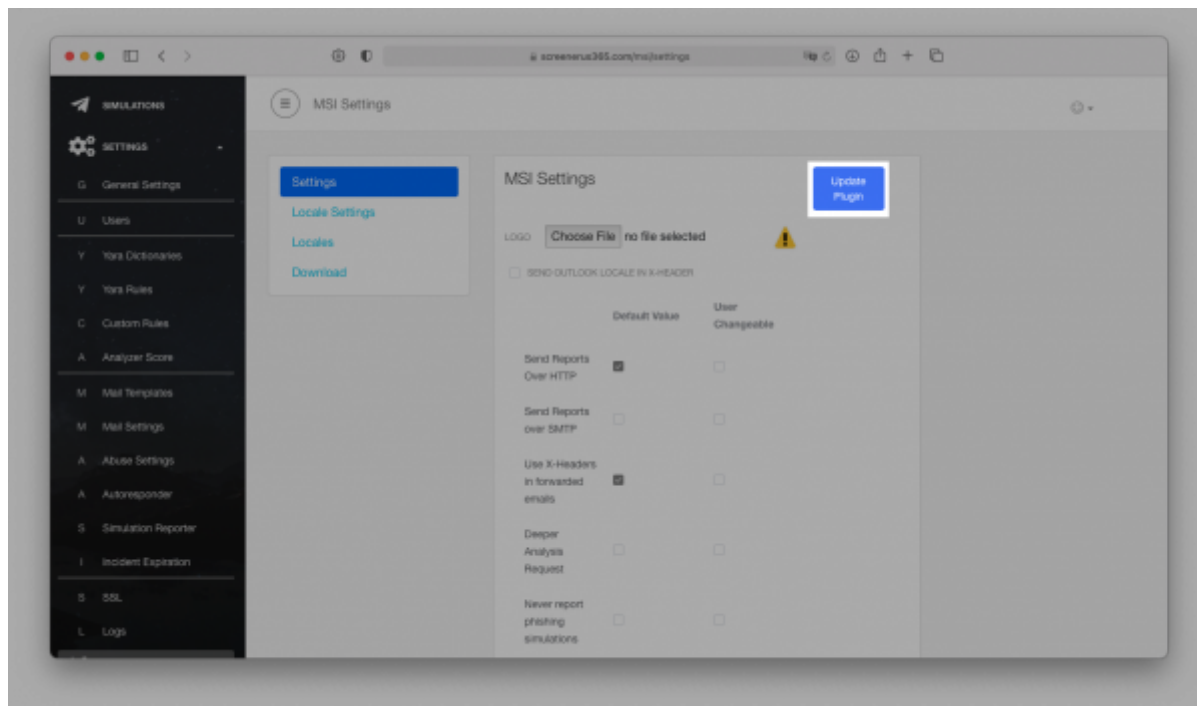 screenerus365.com/msi/settings
SIMULATIONS
SETTINGS
G General Settings
U Users
Y Yara Dictionaries
Y Yara Rules
C Custom Rules
A Analyzer Score
M Mail Templates
M Mail Settings
A Abuse Settings
A Autoresponder
S Simulation Reporter
I Incident Expiration
S SSL
L Logs
MSI Settings
Settings
Locale Settings
Locales
Download
MSI Settings
Update
Plugin
LOGO Choose File no file selected
SEND OUTLOOK LOCALE IN X-HEADER
Default Value
User
Changeable
Send Reports
Over HTTP
Send Reports
over SMTP
Use X-Headers
in forwarded
emails
Deeper
Analysis
Request
Never report
phishing
simulations